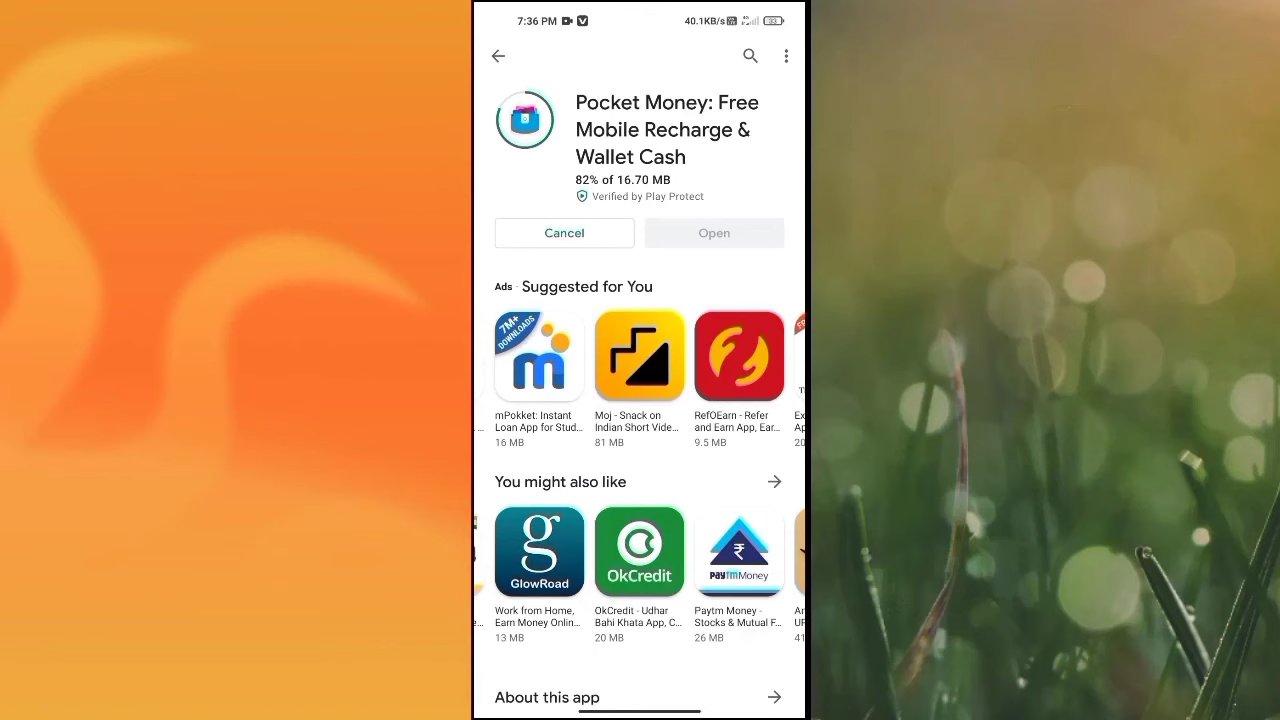 7:36 PM
40.1KB/s
33
Pocket Money: Free
Mobile Recharge &
Wallet Cash
82% of 16.70 MB
Verified by Play Protect
Cancel
Open
Ads · Suggested for You
7M+
DOWNLOADS
m
mPokket: Instant
Loan App for Stud...
16 MB
Moj - Snack on
Indian Short Vide...
81 MB
RefOEarn - Refer
and Earn App, Ear...
9.5 MB
You might also like
g
GlowRoad
Work from Home,
Earn Money Onlin...
13 MB
OkCredit
OkCredit - Udhar
Bahi Khata App, C...
20 MB
₹
paytm Money
Paytm Money -
Stocks & Mutual F...
26 MB
About this app